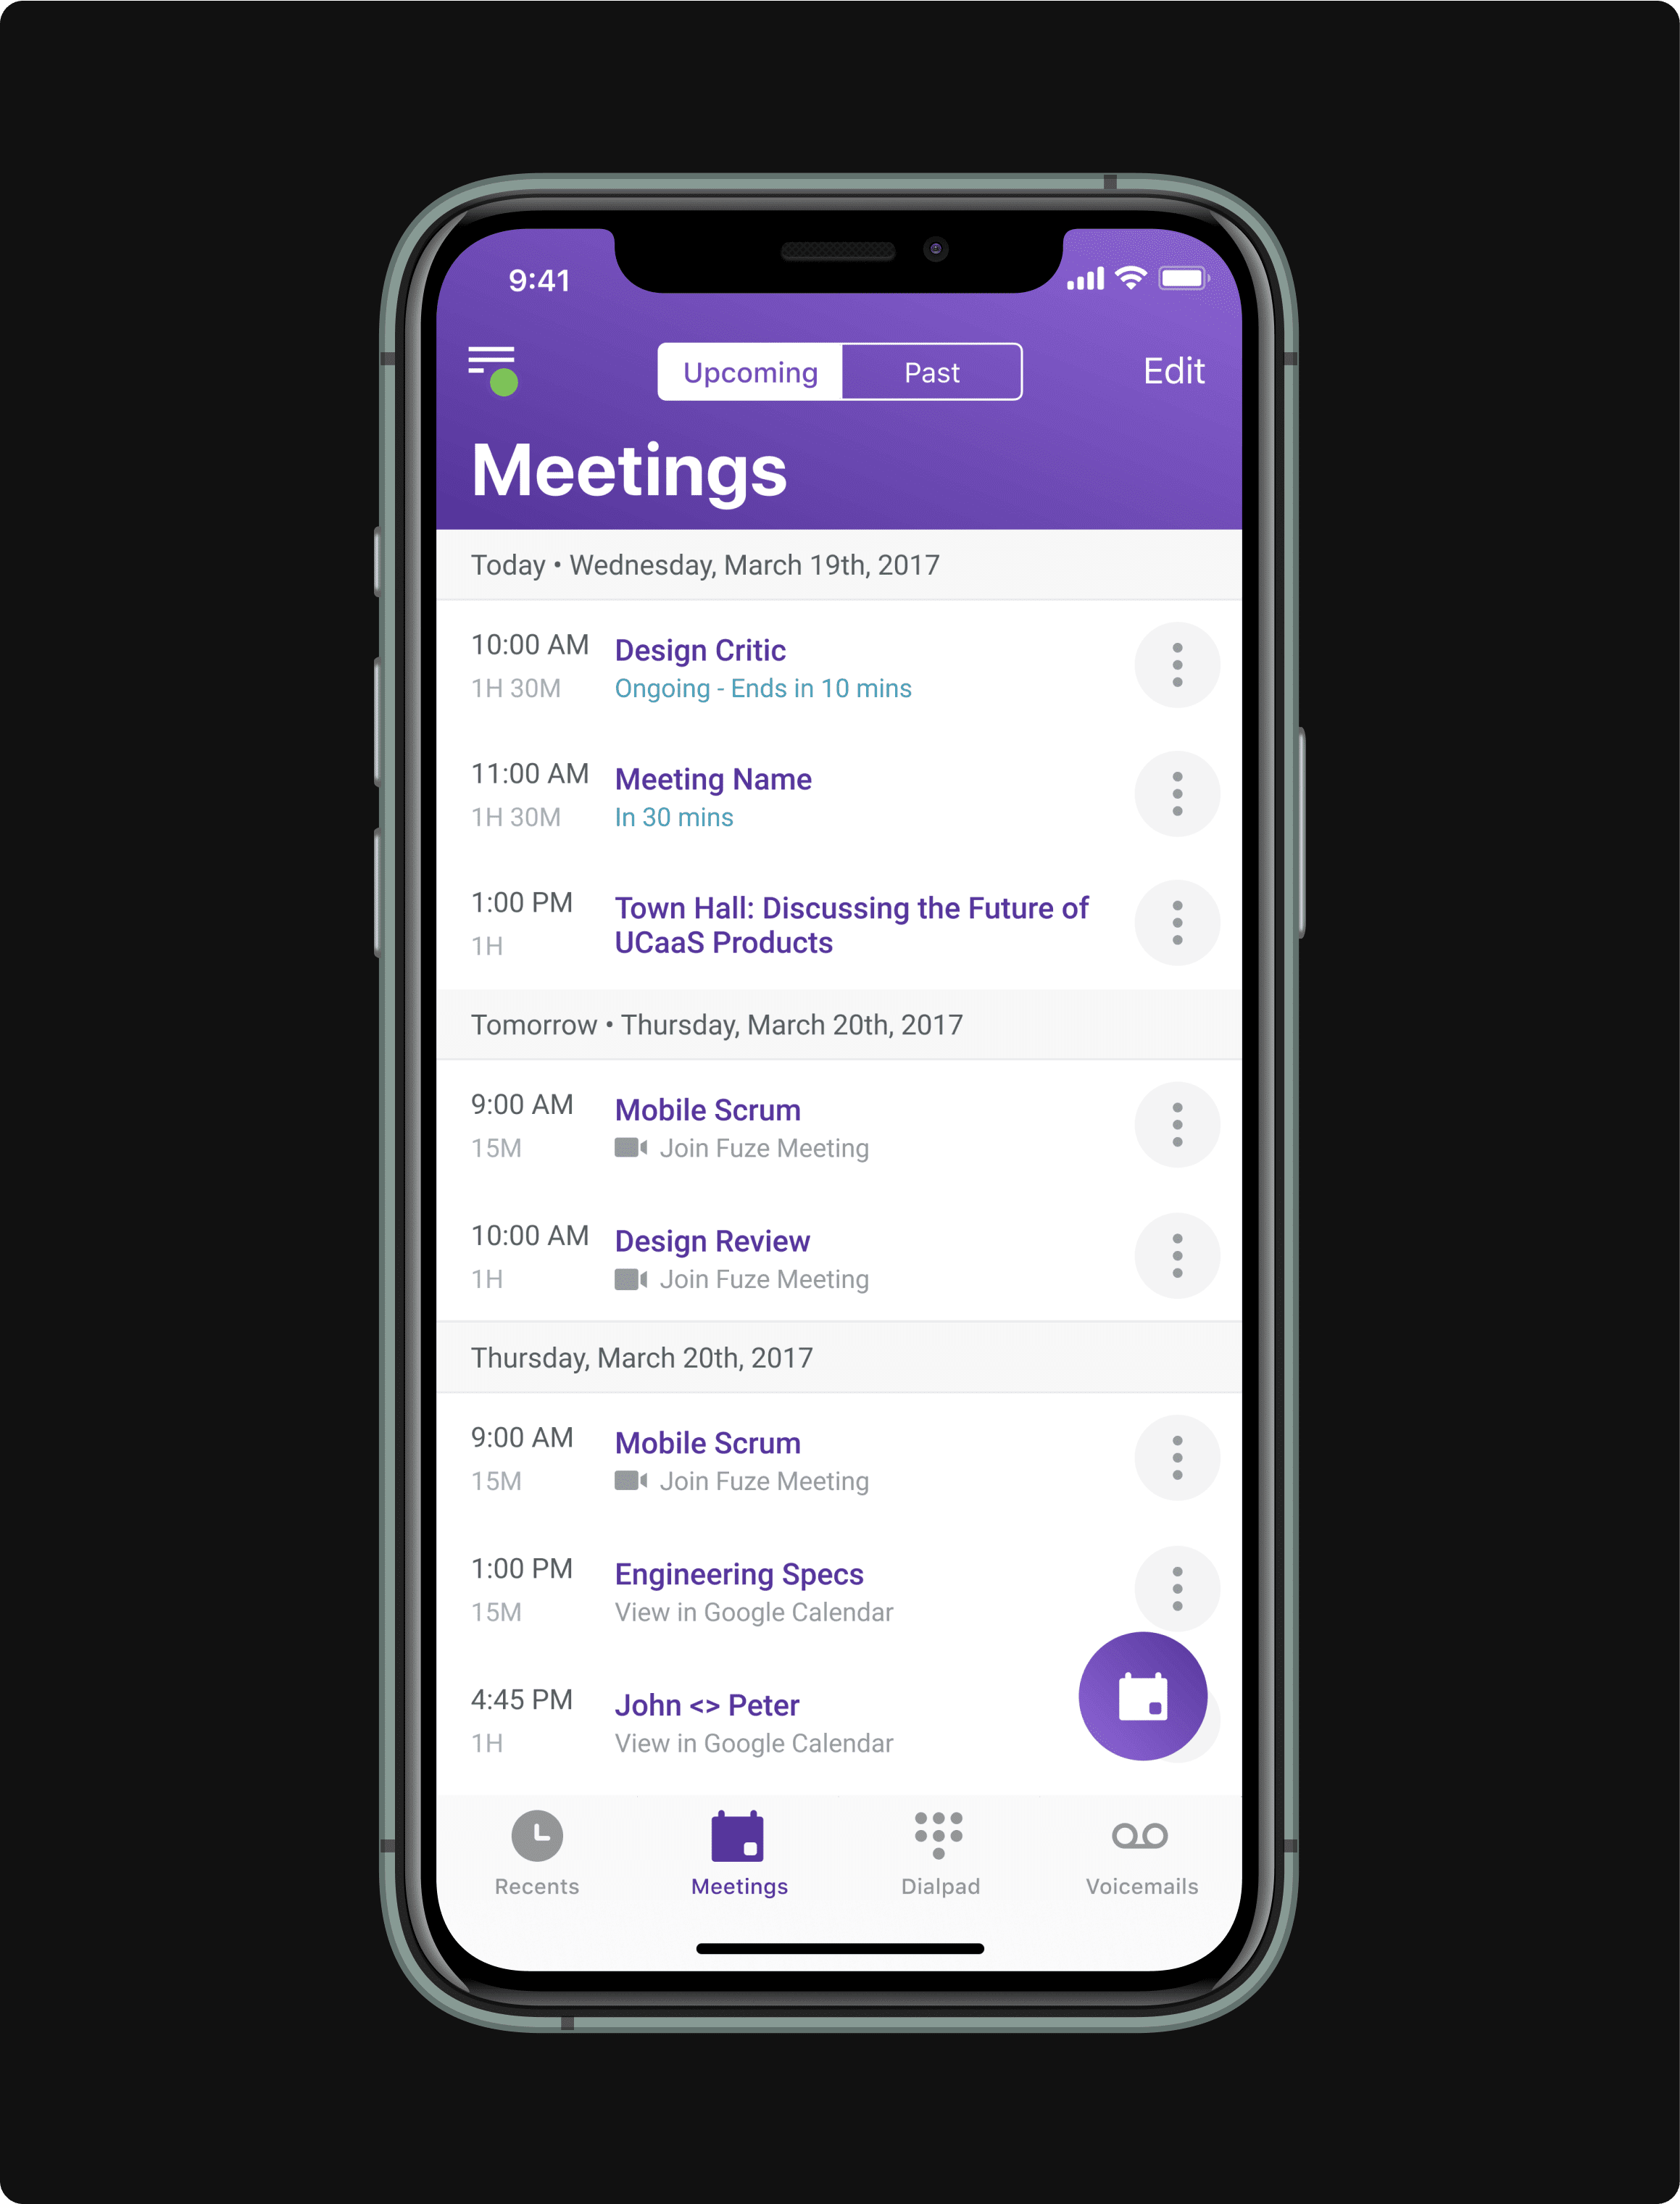 9:41
Upcoming Past Edit
Meetings
Today • Wednesday, March 19th, 2017
10:00 AM Design Critic
1H 30M Ongoing - Ends in 10 mins
11:00 AM Meeting Name
1H 30M In 30 mins
1:00 PM Town Hall: Discussing the Future of
1H UCaaS Products
Tomorrow • Thursday, March 20th, 2017
9:00 AM Mobile Scrum
15M Join Fuze Meeting
10:00 AM Design Review
1H Join Fuze Meeting
Thursday, March 20th, 2017
9:00 AM Mobile Scrum
15M Join Fuze Meeting
1:00 PM Engineering Specs
15M View in Google Calendar
4:45 PM John <> Peter
1H View in Google Calendar
Recents Meetings Dialpad Voicemails